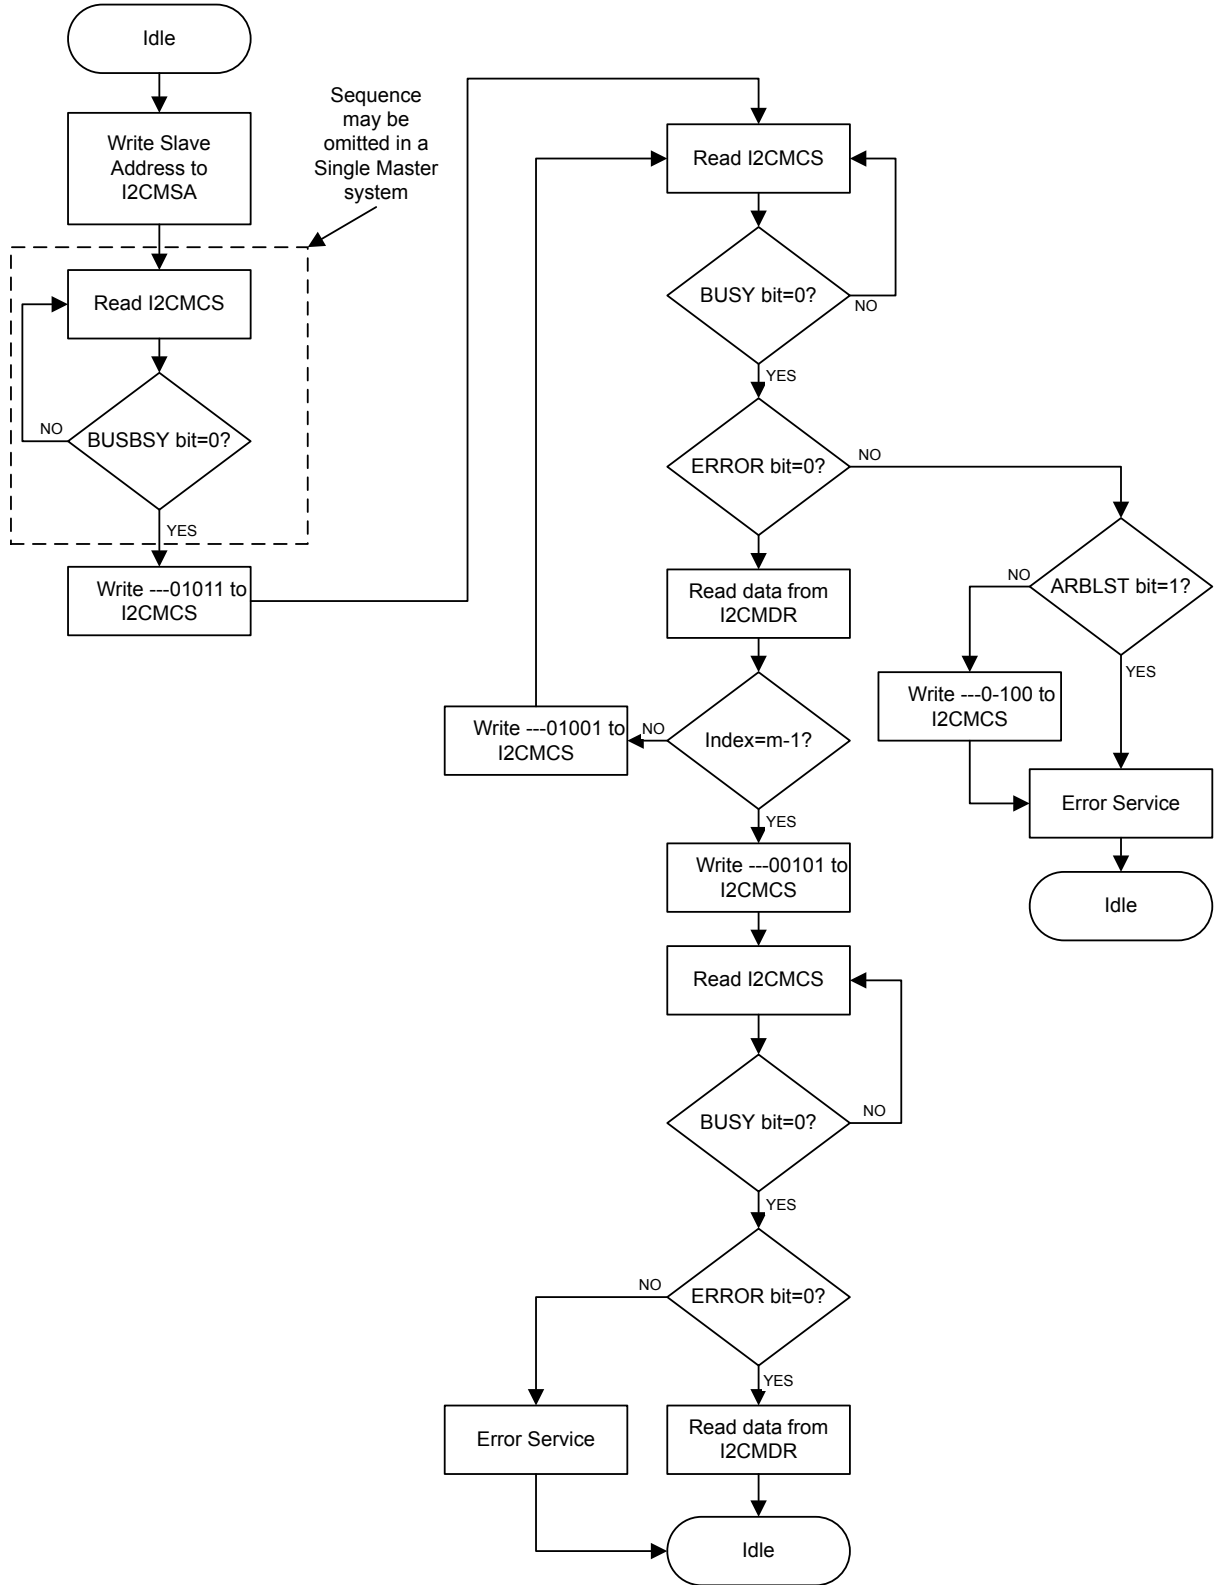 Idle
Write Slave
Address to
I2CMSA
Sequence
may be
omitted in a
Single Master
system
Read I2CMCS
BUSBSY bit=0?
NO
YES
Write ---01011 to
I2CMCS
Read I2CMCS
BUSY bit=0?
NO
YES
ERROR bit=0?
NO
Read data from
I2CMDR
ARBLST bit=1?
NO
YES
Write ---0-100 to
I2CMCS
Error Service
Idle
Index=m-1?
NO
Write ---01001 to
I2CMCS
YES
Write ---00101 to
I2CMCS
Read I2CMCS
BUSY bit=0?
NO
YES
ERROR bit=0?
NO
YES
Error Service
Read data from
I2CMDR
Idle